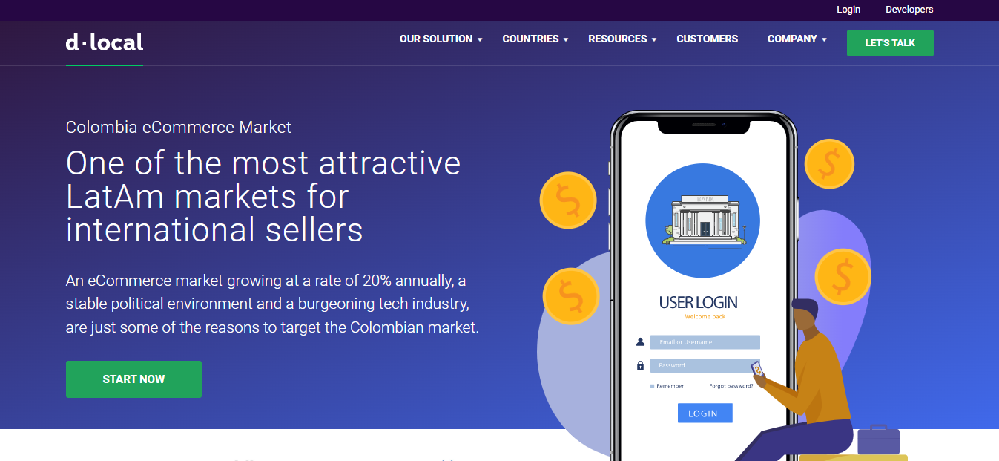 Login | Developers
d·local
OUR SOLUTION COUNTRIES RESOURCES CUSTOMERS COMPANY LET'S TALK
Colombia eCommerce Market
One of the most attractive
LatAm markets for
international sellers
An eCommerce market growing at a rate of 20% annually, a
stable political environment and a burgeoning tech industry,
are just some of the reasons to target the Colombian market.
START NOW
BANK
USER LOGIN
Welcome back
Email or Username
Password
Remember Forgot password?
LOGIN